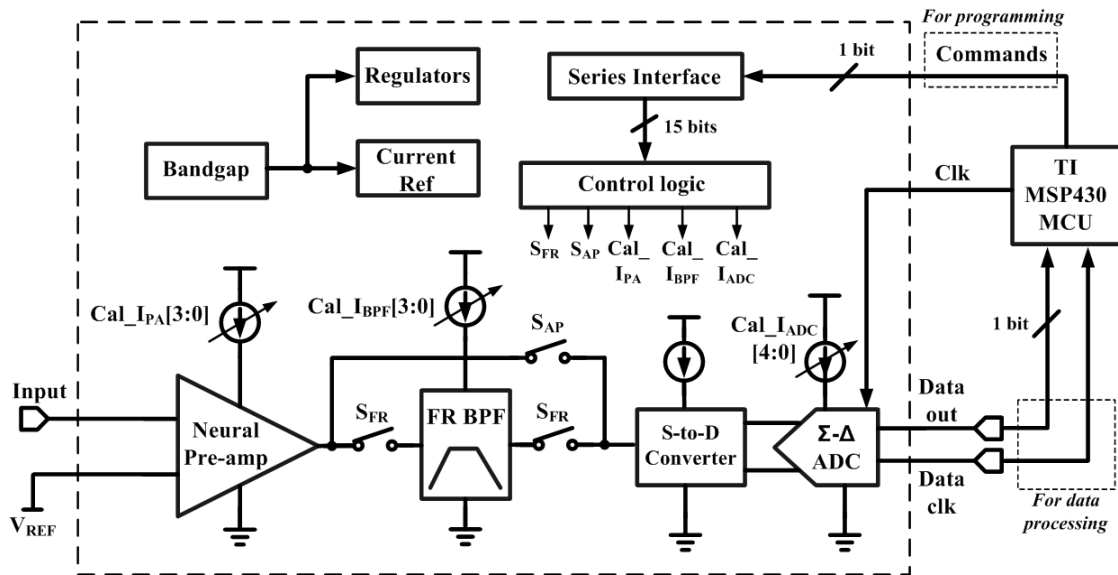 For programming
1 bit
Commands
Regulators
Series Interface
15 bits
Bandgap
Current
Ref
Control logic
Clk
TI
MSP430
MCU
S_FR
S_AP
Cal_
I_PA
Cal_
I_BPF
Cal_
I_ADC
Cal_I_PA[3:0]
Cal_I_BPF[3:0]
S_AP
Cal_I_ADC
[4:0]
1 bit
Input
Neural
Pre-amp
S_FR
FR BPF
S_FR
S-to-D
Converter
Σ-Δ
ADC
Data
out
Data
clk
V_REF
For data
processing